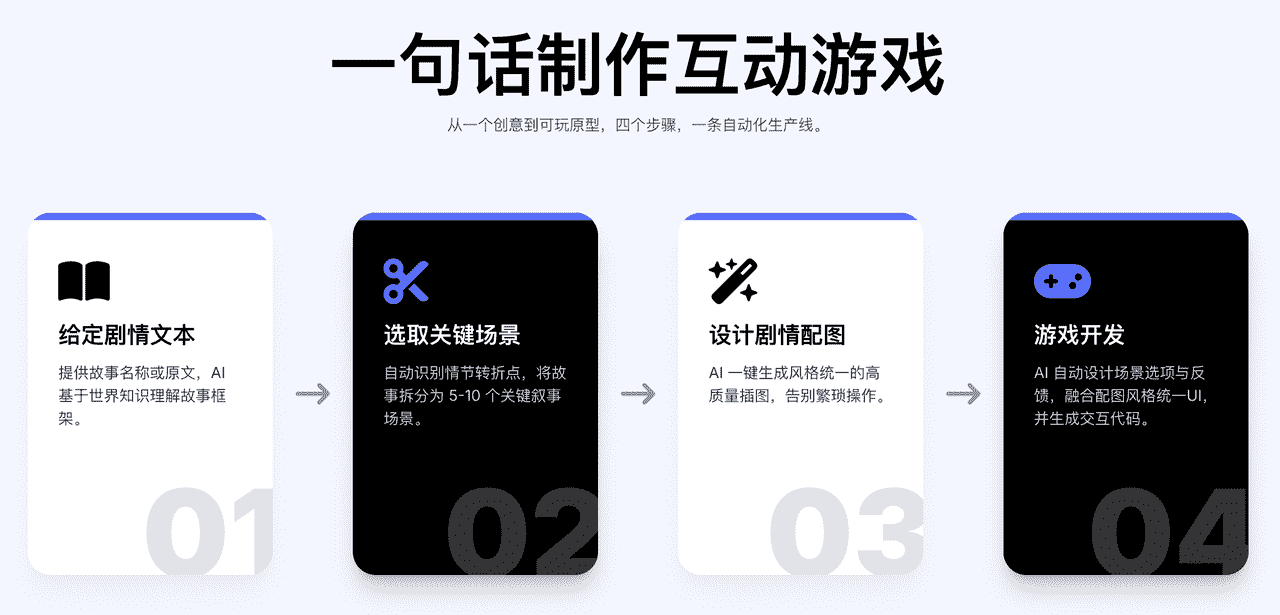 一句话制作互动游戏
从一个创意到可玩原型，四个步骤，一条自动化生产线。
给定剧情文本
提供故事名称或原文，AI
基于世界知识理解故事框
架。
01
选取关键场景
自动识别情节转折点，将故
事拆分为 5-10 个关键叙事
场景。
02
设计剧情配图
AI 一键生成风格统一的高
质量插图，告别繁琐操作。
03
游戏开发
AI 自动设计场景选项与反
馈，融合配图风格统一UI，
并生成交互代码。
04